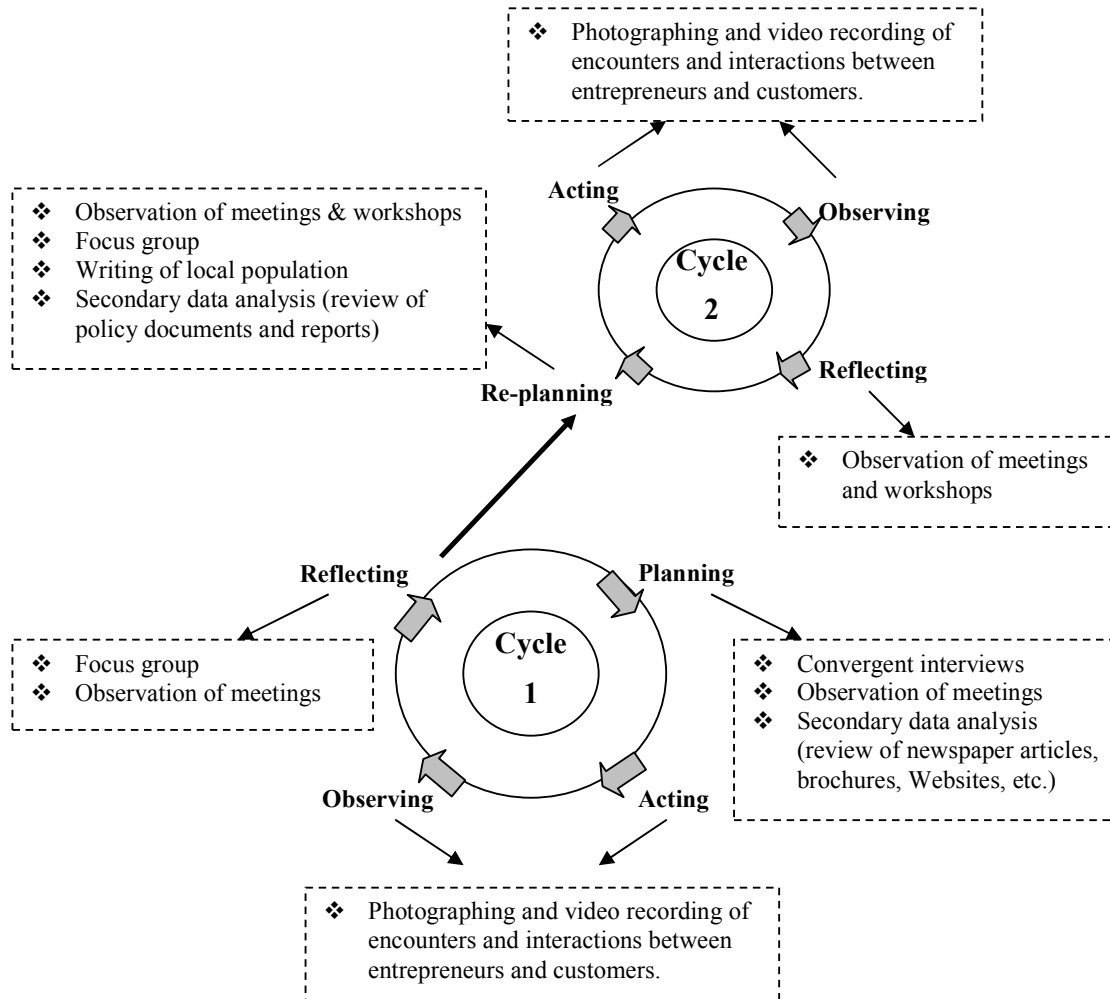 ❖ Photographing and video recording of
encounters and interactions between
entrepreneurs and customers.
Acting
Observing
❖ Observation of meetings & workshops
❖ Focus group
❖ Writing of local population
❖ Secondary data analysis (review of
policy documents and reports)
Cycle
2
Re-planning
Reflecting
❖ Observation of meetings
and workshops
Reflecting
Planning
❖ Focus group
❖ Observation of meetings
Cycle
1
❖ Convergent interviews
❖ Observation of meetings
❖ Secondary data analysis
(review of newspaper articles,
brochures, Websites, etc.)
Observing
Acting
❖ Photographing and video recording of
encounters and interactions between
entrepreneurs and customers.